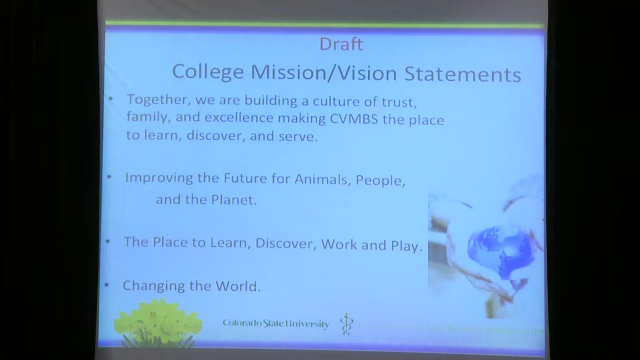 Draft
College Mission/Vision Statements
• Together, we are building a culture of trust,
family, and excellence making CVMBS the place
to learn, discover, and serve.
• Improving the Future for Animals, People,
and the Planet.
• The Place to Learn, Discover, Work and Play.
• Changing the World.
Colorado State University